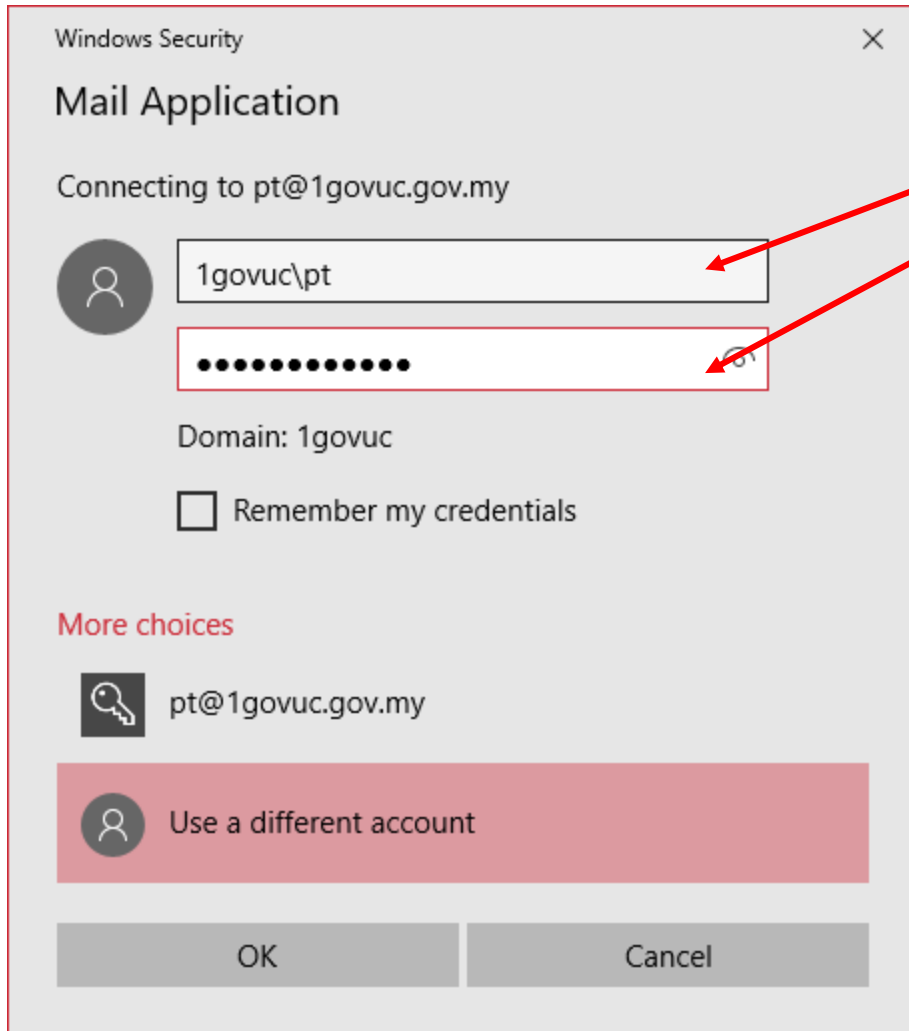 Windows Security
Mail Application
Connecting to pt@1govuc.gov.my
1govuc\pt
●●●●●●●●●●●●
Domain: 1govuc
Remember my credentials
More choices
pt@1govuc.gov.my
Use a different account
OK
Cancel